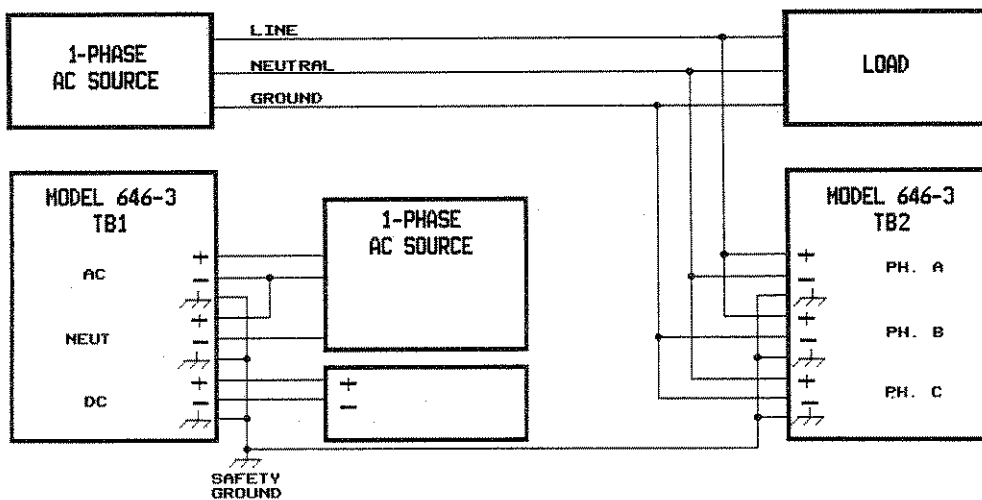 1-PHASE
AC SOURCE
LINE
NEUTRAL
GROUND
LOAD
MODEL 646-3
TB1
AC
+
−
+
NEUT
−
+
DC
−
1-PHASE
AC SOURCE
+
−
MODEL 646-3
TB2
+
PH. A
−
+
PH. B
−
+
PH. C
−
SAFETY
GROUND